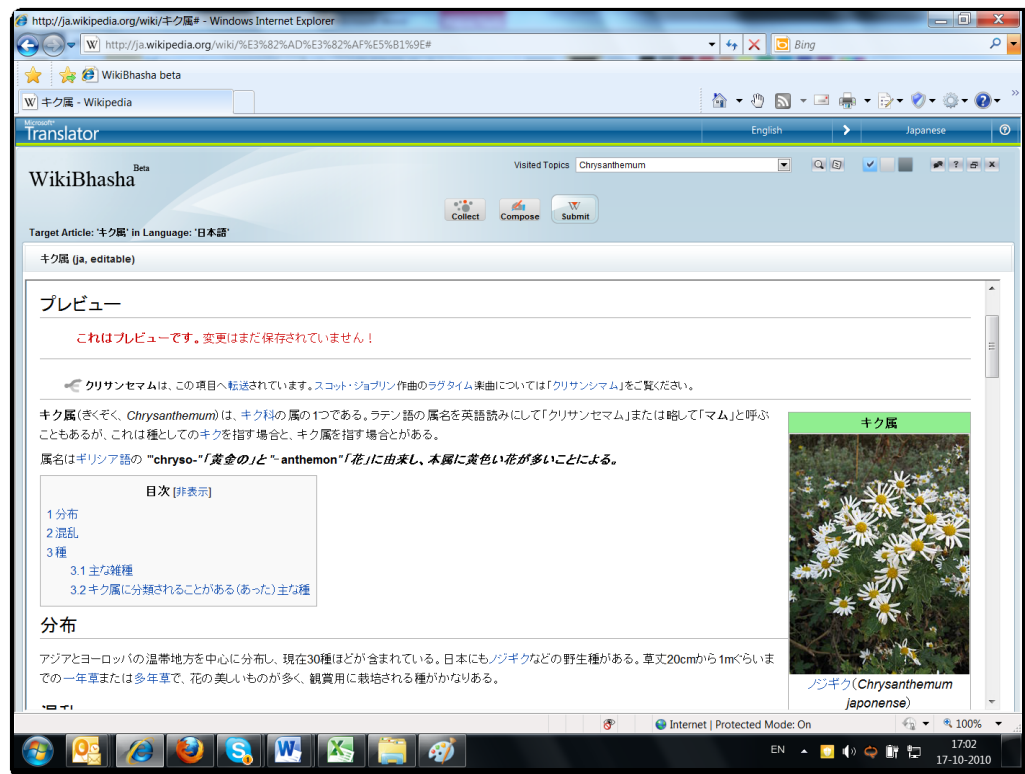 http://ja.wikipedia.org/wiki/キク属# - Windows Internet Explorer
http://ja.wikipedia.org/wiki/%E3%82%AD%E3%82%AF%E5%B1%9E#
Bing
WikiBhasha beta
キク属 - Wikipedia
Microsoft®
Translator
English
Japanese
WikiBhasha Beta
Visited Topics Chrysanthemum
Collect Compose Submit
Target Article: 'キク属' in Language: '日本語'
キク属 (ja, editable)
プレビュー
これはプレビューです。変更はまだ保存されていません！
クリサンセマムは、この項目へ転送されています。スコット・ジョプリン作曲のラグタイム楽曲については「クリサンシマム」をご覧ください。
キク属(きくぞく、Chrysanthemum)は、キク科の属の1つである。ラテン語の属名を英語読みにして「クリサンセマム」または略して「マム」と呼ぶ
こともあるが、これは種としてのキクを指す場合と、キク属を指す場合とがある。
属名はギリシア語の '"chryso-"「黄金の」と "-anthemon"「花」に由来し、本属に黄色い花が多いことによる。
目次 [非表示]
1 分布
2 混乱
3 種
3.1 主な雑種
3.2 キク属に分類されることがある(あった)主な種
分布
アジアとヨーロッパの温帯地方を中心に分布し、現在30種ほどが含まれている。日本にもノジギクなどの野生種がある。草丈20cmから1mぐらいま
での一年草または多年草で、花の美しいものが多く、観賞用に栽培される種がかなりある。
キク属
ノジギク(Chrysanthemum
japonense)
Internet | Protected Mode: On
100%
EN
17:02
17-10-2010